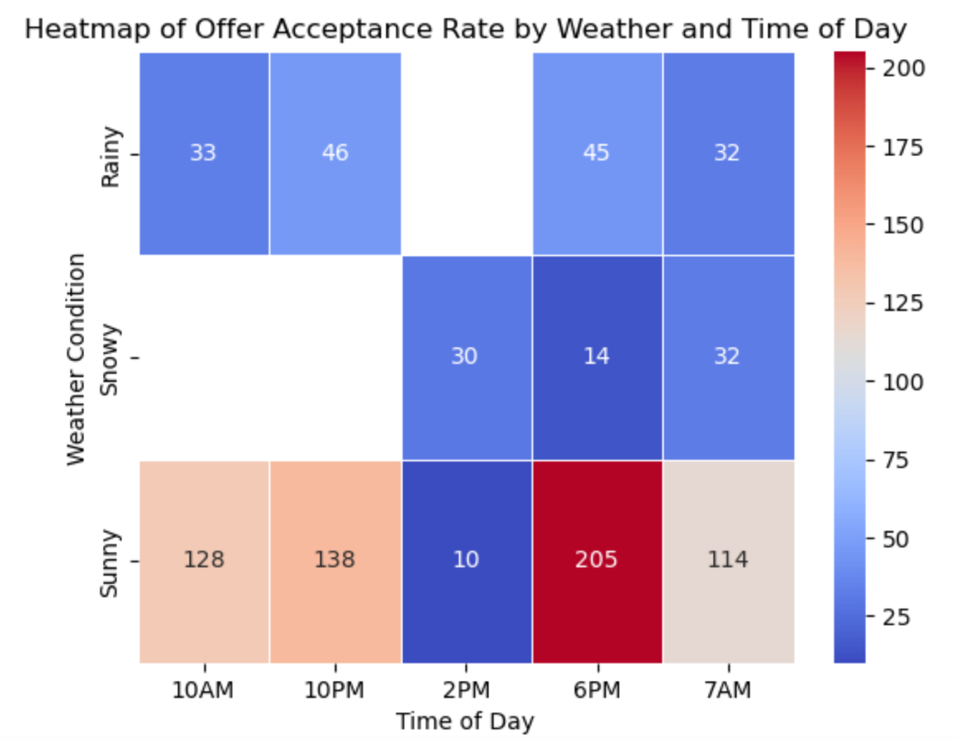 Heatmap of Offer Acceptance Rate by Weather and Time of Day
Weather Condition
Rainy
33 46 45 32
Snowy
30 14 32
Sunny
128 138 10 205 114
10AM 10PM 2PM 6PM 7AM
Time of Day
200
175
150
125
100
75
50
25